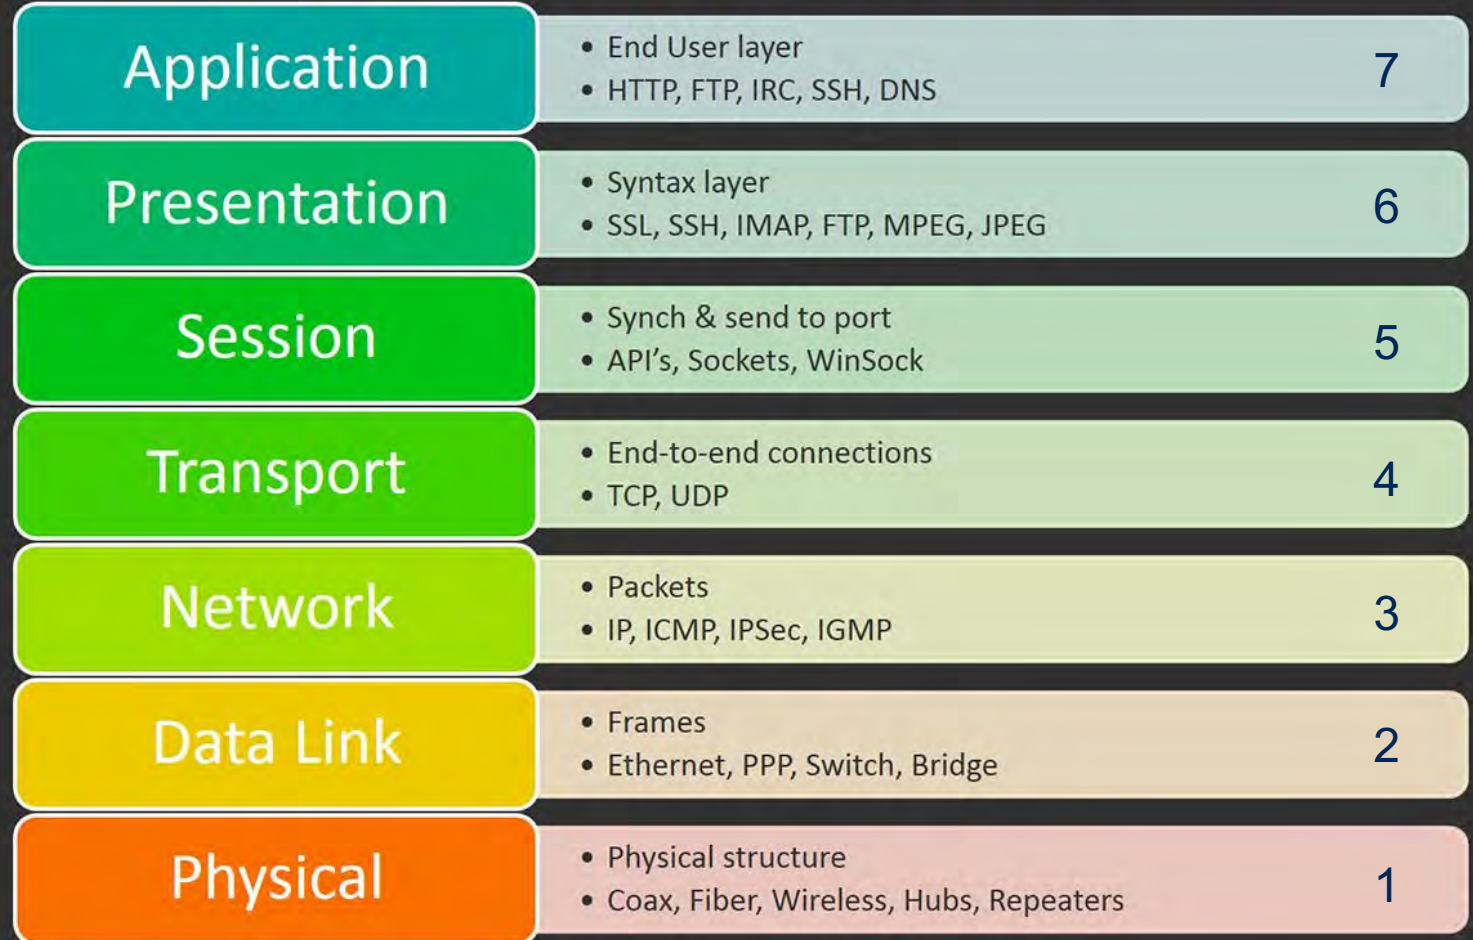 Application
• End User layer
• HTTP, FTP, IRC, SSH, DNS
7
Presentation
• Syntax layer
• SSL, SSH, IMAP, FTP, MPEG, JPEG
6
Session
• Synch & send to port
• API's, Sockets, WinSock
5
Transport
• End-to-end connections
• TCP, UDP
4
Network
• Packets
• IP, ICMP, IPSec, IGMP
3
Data Link
• Frames
• Ethernet, PPP, Switch, Bridge
2
Physical
• Physical structure
• Coax, Fiber, Wireless, Hubs, Repeaters
1